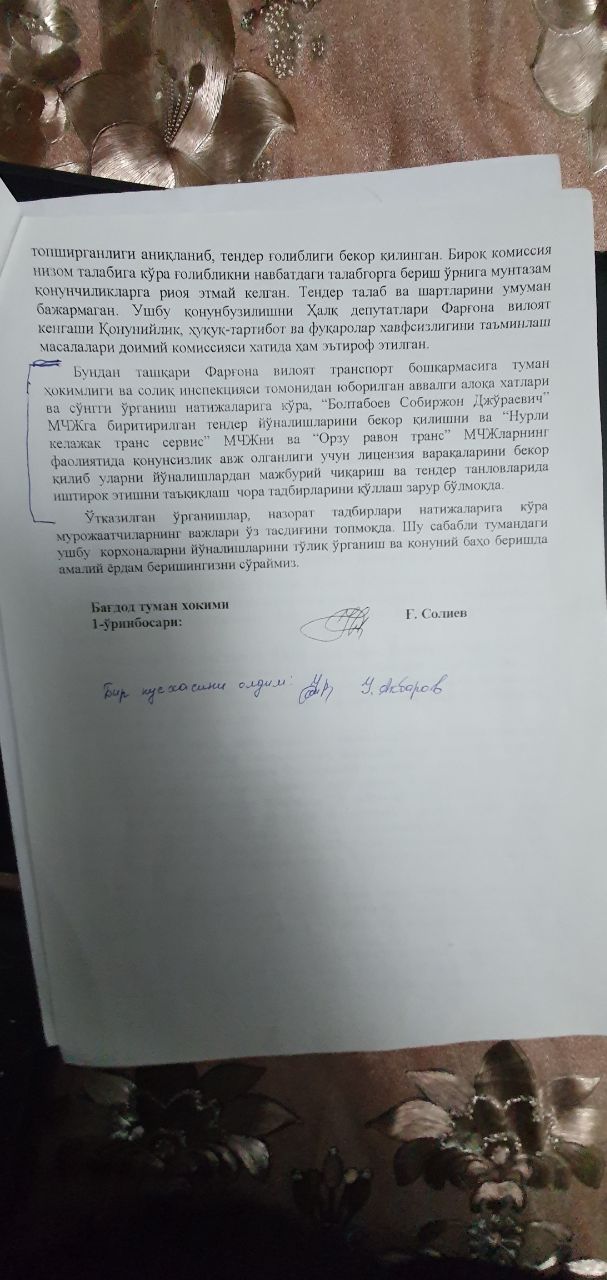 топширганлиги аниқланиб, тендер ғолиблиги бекор қилинган. Бироқ комиссия
низом талабига кўра ғолибликни навбатдаги талабгорга бериш ўрнига мунтазам
қонунчиликларга риоя этмай келган. Тендер талаб ва шартларини умуман
бажармаган. Ушбу қонунбузилишни Ҳалқ депутатлари Фарғона вилоят
кенгаши Қонунийлик, ҳуқуқ-тартибот ва фуқаролар хавфсизлигини таъминлаш
масалалари доимий комиссияси хатида ҳам эътироф этилган.
Бундан ташқари Фарғона вилоят транспорт бошқармасига туман
ҳокимлиги ва солиқ инспекцияси томонидан юборилган аввалги алоқа хатлари
ва сўнгги ўрганиш натижаларига кўра, “Болтабоев Собиржон Джўраевич”
МЧЖга биритирилган тендер йўналишларини бекор қилишни ва “Нурли
келажак транс сервис” МЧЖни ва “Орзу равон транс” МЧЖларнинг
фаолиятида қонунсизлик авж олганлиги учун лицензия варақаларини бекор
қилиб уларни йўналишлардан мажбурий чиқариш ва тендер танловларида
иштирок этишни таъқиқлаш чора тадбирларини қўллаш зарур бўлмоқда.
Ўтказилган ўрганишлар, назорат тадбирлари натижаларига кўра
мурожаатчиларнинг важлари ўз тасдиғини топмоқда. Шу сабабли тумандаги
ушбу корхоналарни йўналишларини тўлиқ ўрганиш ва қонуний баҳо беришда
амалий ёрдам беришингизни сўраймиз.
Бағдод туман ҳокими
1-ўринбосари: Ғ. Солиев
Бир нусхасини олдим: У. Акбаров